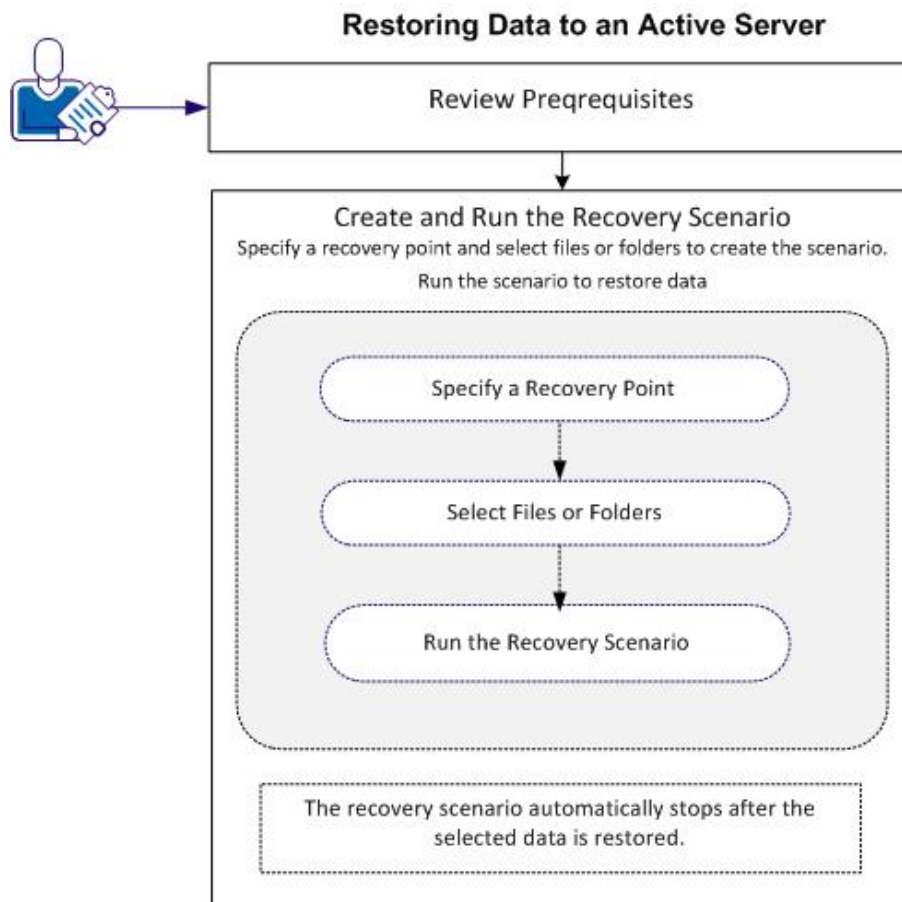 Restoring Data to an Active Server
Review Preqrequisites
Create and Run the Recovery Scenario
Specify a recovery point and select files or folders to create the scenario.
Run the scenario to restore data
Specify a Recovery Point
Select Files or Folders
Run the Recovery Scenario
The recovery scenario automatically stops after the
selected data is restored.